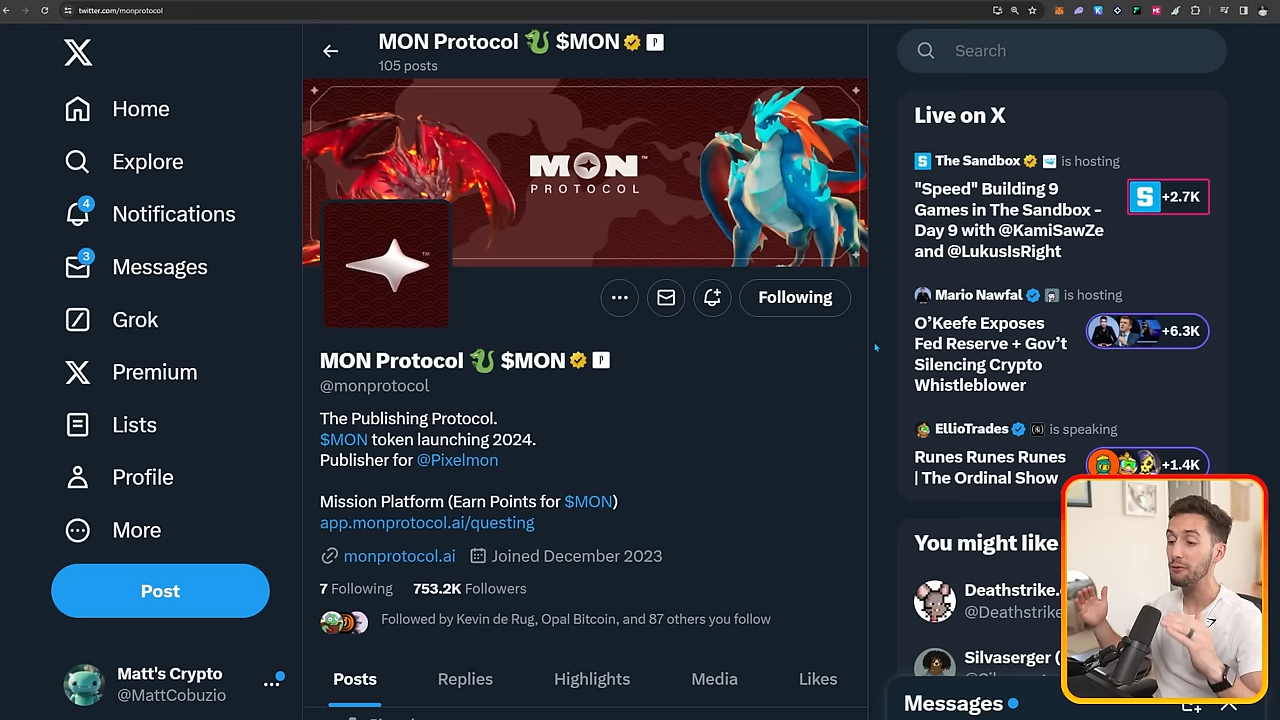 twitter.com/monprotocol
Home
Explore
4
Notifications
3
Messages
Grok
Premium
Lists
Profile
More
Post
Matt's Crypto
@MattCobuzio
MON Protocol 🐉 $MON
105 posts
MON™
PROTOCOL
™
Following
MON Protocol 🐉 $MON
@monprotocol
The Publishing Protocol.
$MON token launching 2024.
Publisher for @Pixelmon
Mission Platform (Earn Points for $MON)
app.monprotocol.ai/questing
monprotocol.ai Joined December 2023
7 Following 753.2K Followers
Followed by Kevin de Rug, Opal Bitcoin, and 87 others you follow
Posts Replies Highlights Media Likes
Search
Live on X
The Sandbox is hosting
"Speed" Building 9
Games in The Sandbox -
Day 9 with @KamiSawZe
and @LukusIsRight
S +2.7K
Mario Nawfal is hosting
O'Keefe Exposes
Fed Reserve + Gov't
Silencing Crypto
Whistleblower
+6.3K
EllioTrades is speaking
Runes Runes Runes
| The Ordinal Show
+1.4K
You might like
Deathstrike.
@Deathstrike
Silvaserger (
Messages